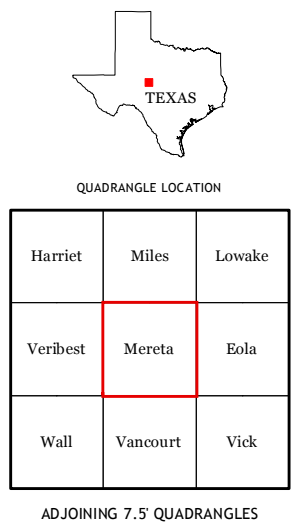 TEXAS
QUADRANGLE LOCATION
Harriet Miles Lowake
Veribest Mereta Eola
Wall Vancourt Vick
ADJOINING 7.5' QUADRANGLES